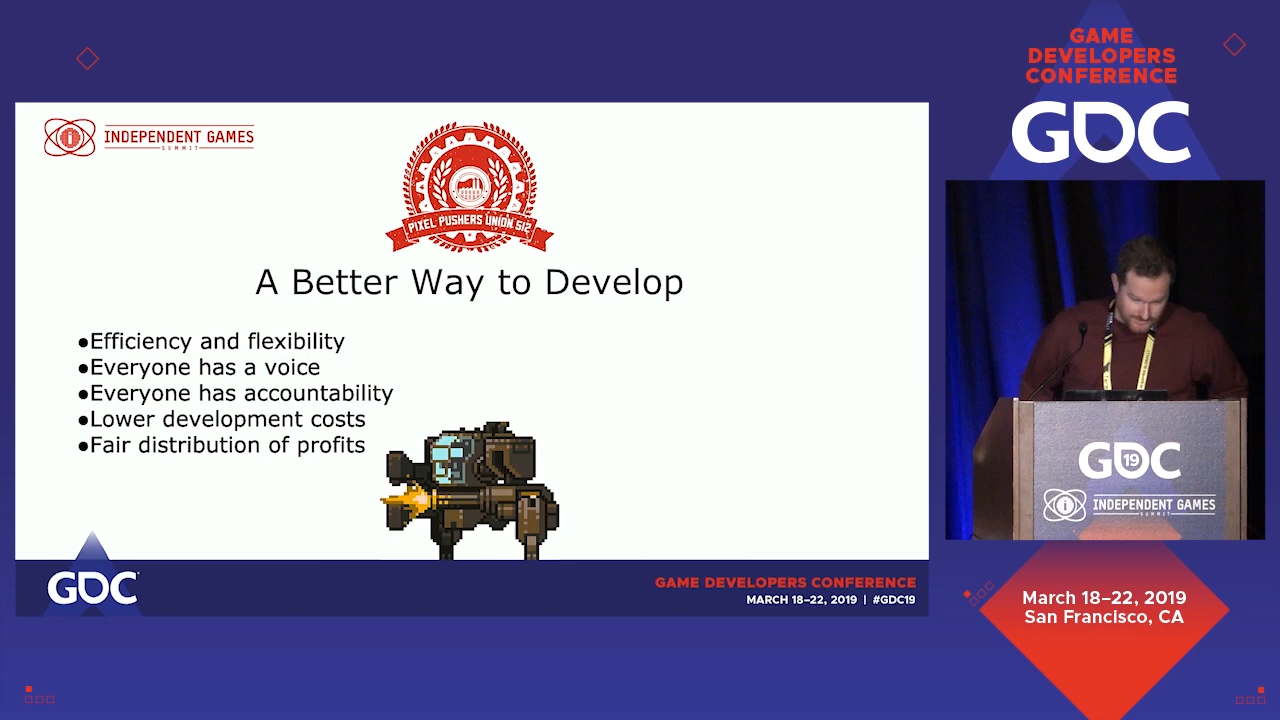 INDEPENDENT GAMES
SUMMIT
PIXEL PUSHERS UNION 512
A Better Way to Develop
●Efficiency and flexibility
●Everyone has a voice
●Everyone has accountability
●Lower development costs
●Fair distribution of profits
GDC
GAME DEVELOPERS CONFERENCE
MARCH 18–22, 2019 | #GDC19
GAME
DEVELOPERS
CONFERENCE
GDC
GDC
19
INDEPENDENT GAMES
SUMMIT
March 18–22, 2019
San Francisco, CA